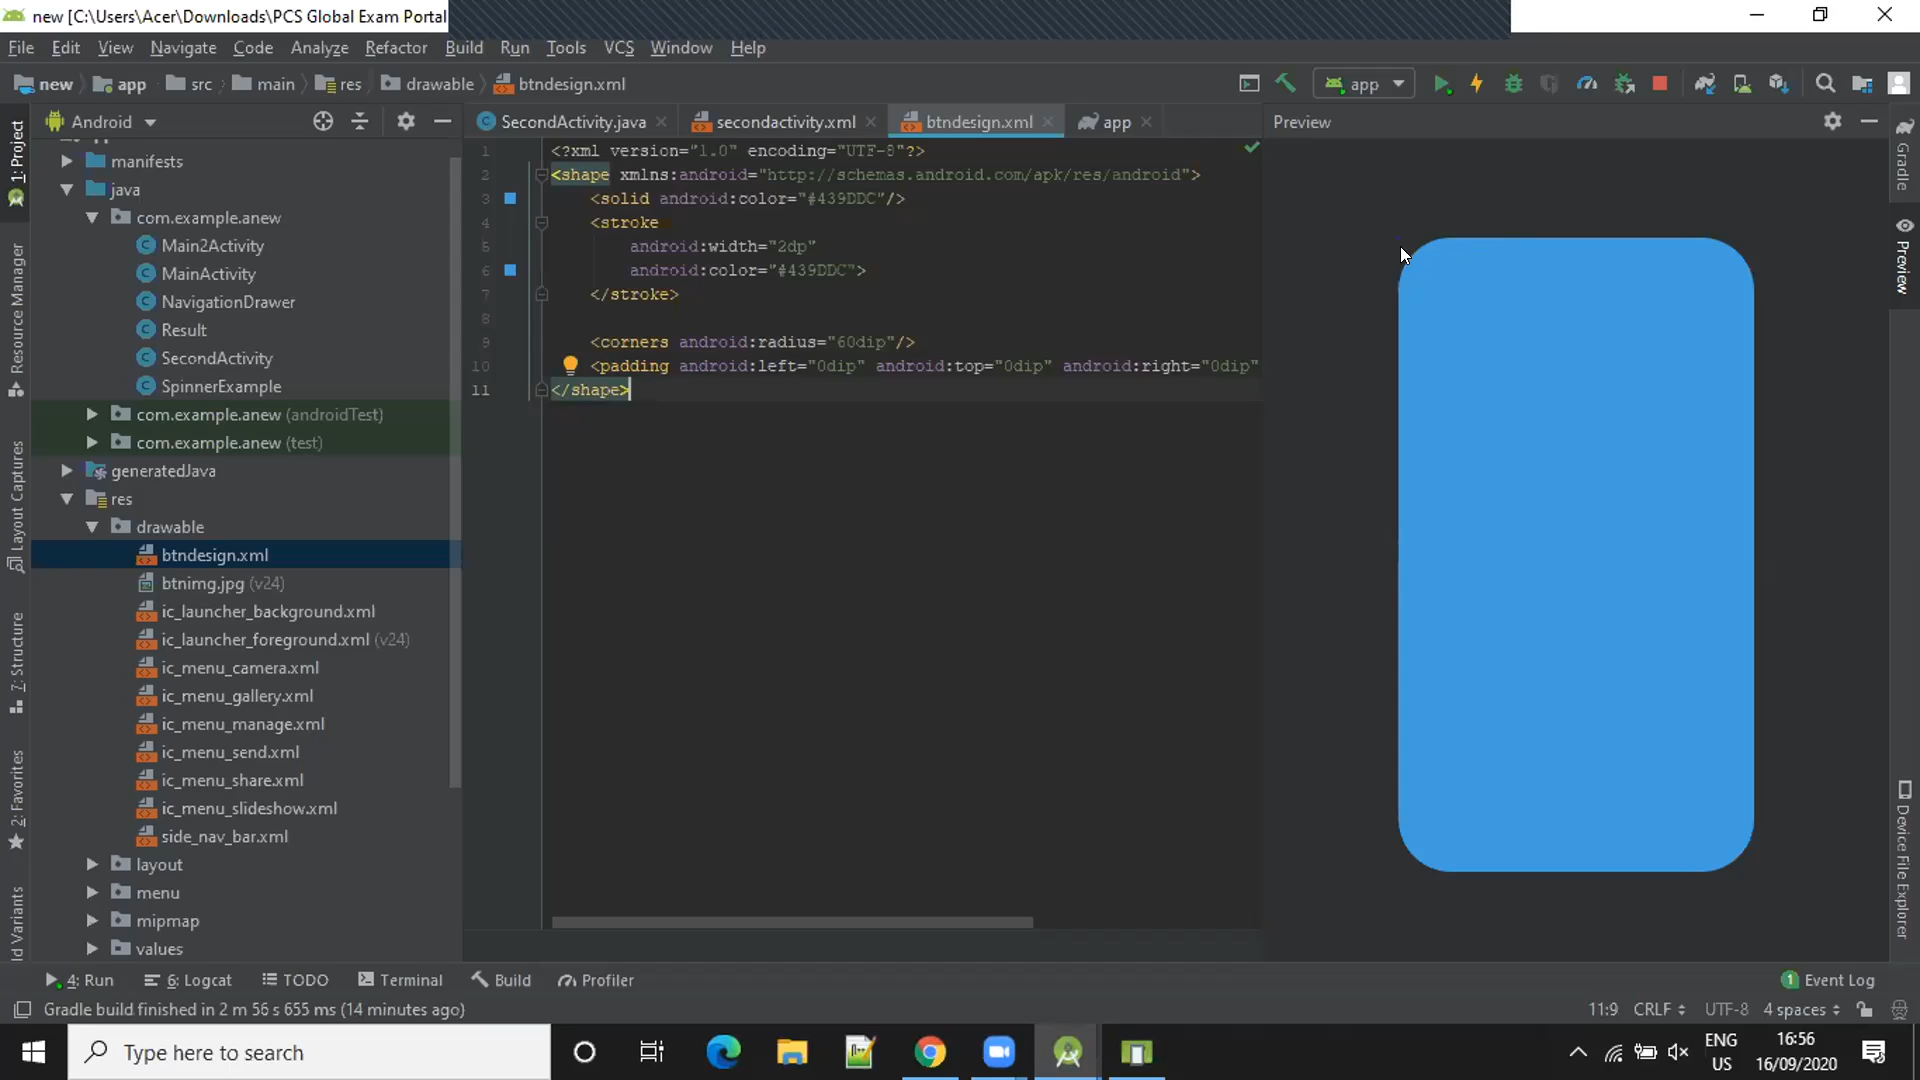 new [C:\Users\Acer\Downloads\PCS Global Exam Portal
File Edit View Navigate Code Analyze Refactor Build Run Tools VCS Window Help
new app src main res drawable btndesign.xml app
Android
SecondActivity.java secondactivity.xml btndesign.xml app
Preview
1: Project
Resource Manager
Layout Captures
7: Structure
2: Favorites
ld Variants
manifests
java
com.example.anew
Main2Activity
MainActivity
NavigationDrawer
Result
SecondActivity
SpinnerExample
com.example.anew (androidTest)
com.example.anew (test)
generatedJava
res
drawable
btndesign.xml
btnimg.jpg (v24)
ic_launcher_background.xml
ic_launcher_foreground.xml (v24)
ic_menu_camera.xml
ic_menu_gallery.xml
ic_menu_manage.xml
ic_menu_send.xml
ic_menu_share.xml
ic_menu_slideshow.xml
side_nav_bar.xml
layout
menu
mipmap
values
1 <?xml version="1.0" encoding="UTF-8"?>
2 <shape xmlns:android="http://schemas.android.com/apk/res/android">
3 <solid android:color="#439DDC"/>
4 <stroke
5 android:width="2dp"
6 android:color="#439DDC">
7 </stroke>
8
9 <corners android:radius="60dip"/>
10 <padding android:left="0dip" android:top="0dip" android:right="0dip"
11 </shape>
Gradle
Preview
Device File Explorer
4: Run 6: Logcat TODO Terminal Build Profiler 1 Event Log
Gradle build finished in 2 m 56 s 655 ms (14 minutes ago) 11:9 CRLF UTF-8 4 spaces
Type here to search
ENG
US
16:56
16/09/2020